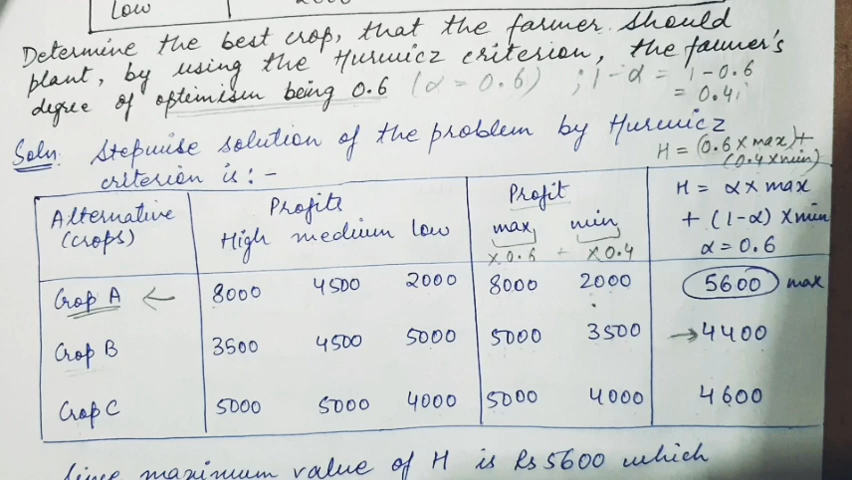 Low
Determine the best crop, that the farmer should
plant, by using the Hurwicz criterion, the farmer's
degree of optimism being 0.6 (α = 0.6) ; 1-α = 1-0.6
= 0.4
Soln. Stepwise solution of the problem by Hurwicz
criterion is :-
H = (0.6 x max) +
(0.4 x min)
Alternative (crops) Profits High medium low Profit max x 0.6 + min x 0.4 H = α x max + (1-α) x min α = 0.6
Crop A ← 8000 4500 2000 8000 2000 5600 max
Crop B 3500 4500 5000 5000 3500 → 4400
Crop C 5000 5000 4000 5000 4000 4600
Since maximum value of H is Rs 5600 which